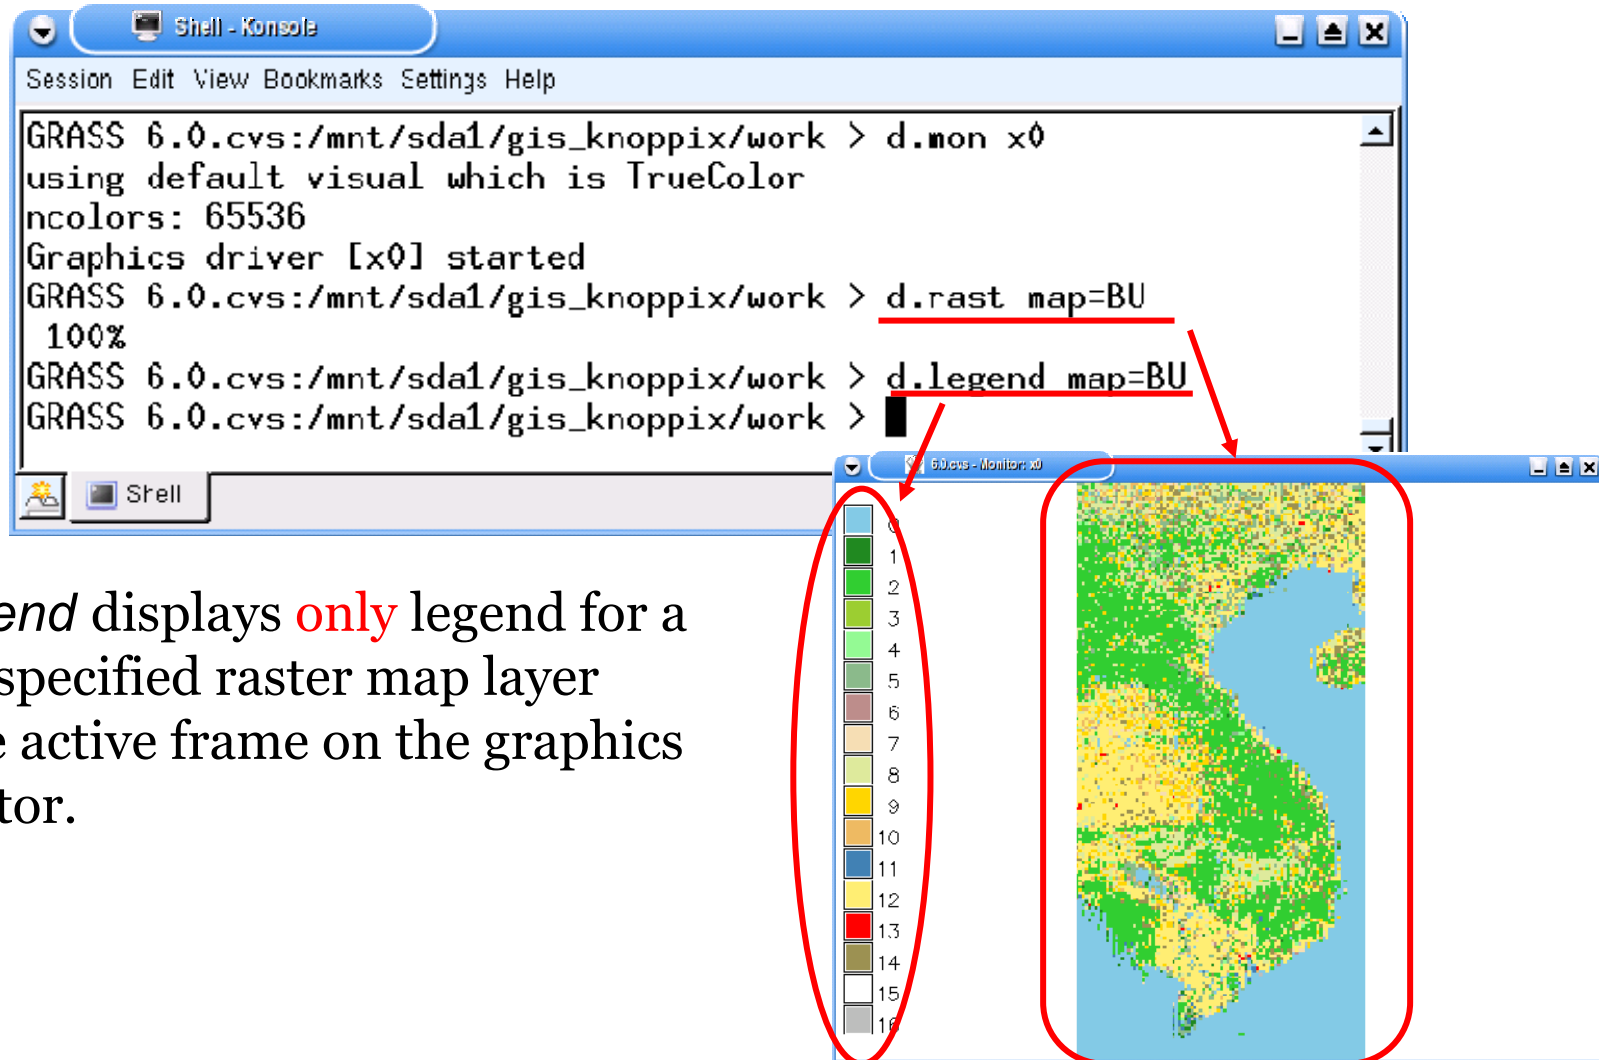 Shell - Konsole
Session Edit View Bookmarks Settings Help
GRASS 6.0.cvs:/mnt/sda1/gis_knoppix/work > d.mon x0
using default visual which is TrueColor
ncolors: 65536
Graphics driver [x0] started
GRASS 6.0.cvs:/mnt/sda1/gis_knoppix/work > d.rast map=BU
100%
GRASS 6.0.cvs:/mnt/sda1/gis_knoppix/work > d.legend map=BU
GRASS 6.0.cvs:/mnt/sda1/gis_knoppix/work >
Shell
6.0.cvs - Monitor: x0
0
1
2
3
4
5
6
7
8
9
10
11
12
13
14
15
16
end displays only legend for a
specified raster map layer
e active frame on the graphics
tor.